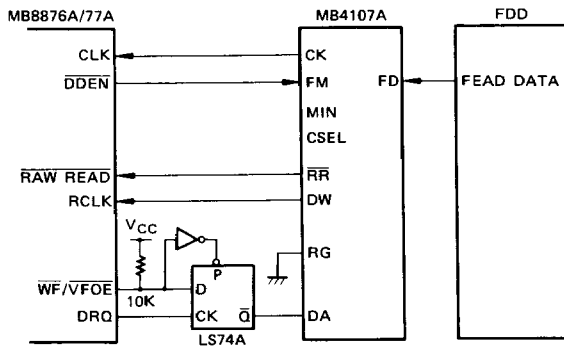 MB8876A/77A MB4107A FDD
CLK CK
DDEN FM FD FEAD DATA
MIN
CSEL
RAW READ RR
RCLK DW
VCC
RG
P
WF/VFOE 10K D
DRQ CK Q DA
LS74A